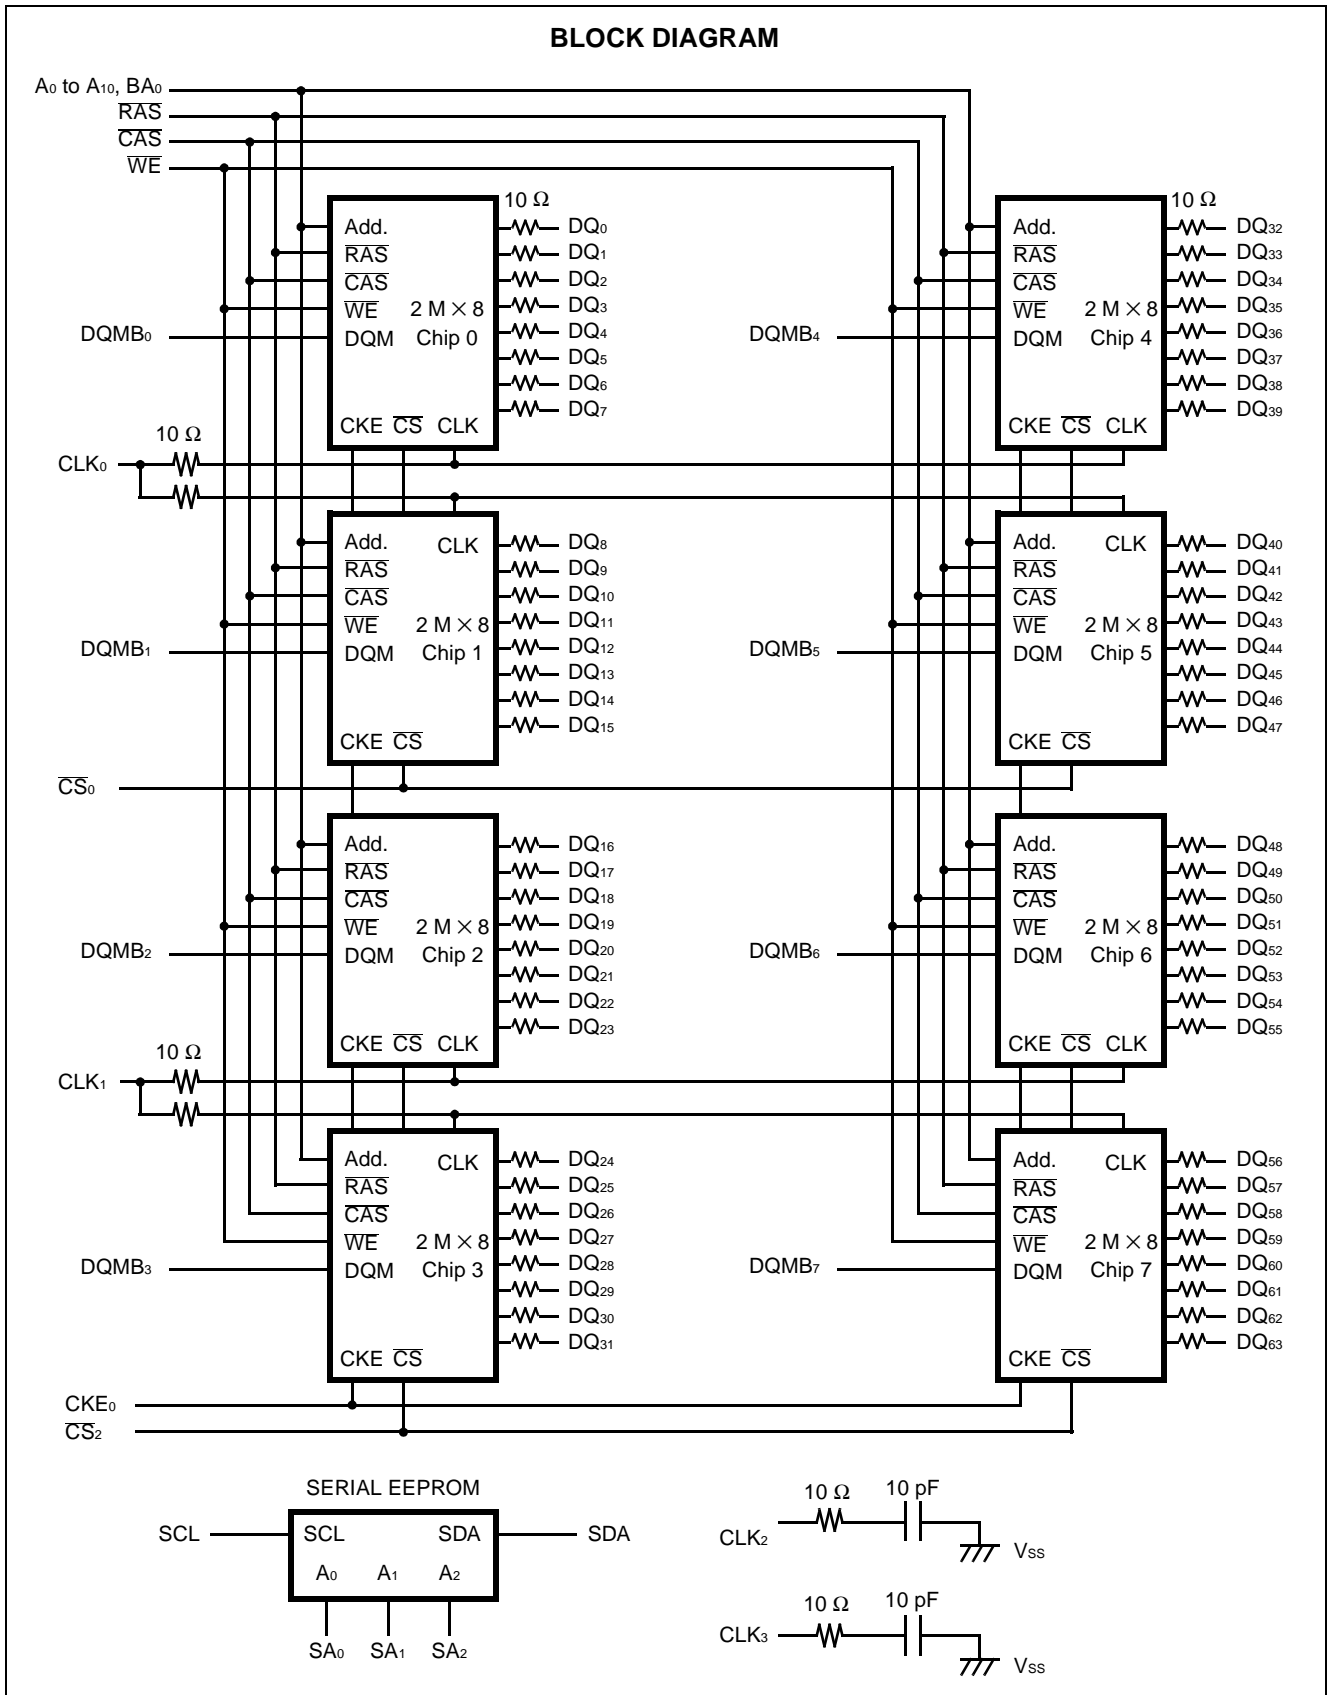 BLOCK DIAGRAM
A0 to A10, BA0
RAS
CAS
WE
10 Ω
10 Ω
Add.
RAS
CAS
WE
DQM
2 M × 8
Chip 0
CKE CS CLK
DQMB0
DQ0
DQ1
DQ2
DQ3
DQ4
DQ5
DQ6
DQ7
Add.
RAS
CAS
WE
DQM
2 M × 8
Chip 4
CKE CS CLK
DQMB4
DQ32
DQ33
DQ34
DQ35
DQ36
DQ37
DQ38
DQ39
10 Ω
CLK0
Add.
CLK
RAS
CAS
WE
DQM
2 M × 8
Chip 1
CKE CS
DQMB1
DQ8
DQ9
DQ10
DQ11
DQ12
DQ13
DQ14
DQ15
Add.
CLK
RAS
CAS
WE
DQM
2 M × 8
Chip 5
CKE CS
DQMB5
DQ40
DQ41
DQ42
DQ43
DQ44
DQ45
DQ46
DQ47
CS0
Add.
RAS
CAS
WE
DQM
2 M × 8
Chip 2
CKE CS CLK
DQMB2
DQ16
DQ17
DQ18
DQ19
DQ20
DQ21
DQ22
DQ23
Add.
RAS
CAS
WE
DQM
2 M × 8
Chip 6
CKE CS CLK
DQMB6
DQ48
DQ49
DQ50
DQ51
DQ52
DQ53
DQ54
DQ55
10 Ω
CLK1
Add.
CLK
RAS
CAS
WE
DQM
2 M × 8
Chip 3
CKE CS
DQMB3
DQ24
DQ25
DQ26
DQ27
DQ28
DQ29
DQ30
DQ31
Add.
CLK
RAS
CAS
WE
DQM
2 M × 8
Chip 7
CKE CS
DQMB7
DQ56
DQ57
DQ58
DQ59
DQ60
DQ61
DQ62
DQ63
CKE0
CS2
SERIAL EEPROM
SCL
SCL
SDA
SDA
A0 A1 A2
SA0 SA1 SA2
10 Ω
10 pF
CLK2
VSS
10 Ω
10 pF
CLK3
VSS